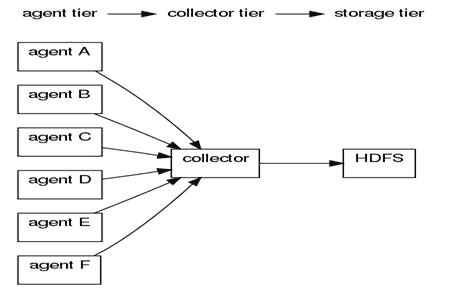 agent tier collector tier storage tier
agent A
agent B
agent C
collector HDFS
agent D
agent E
agent F